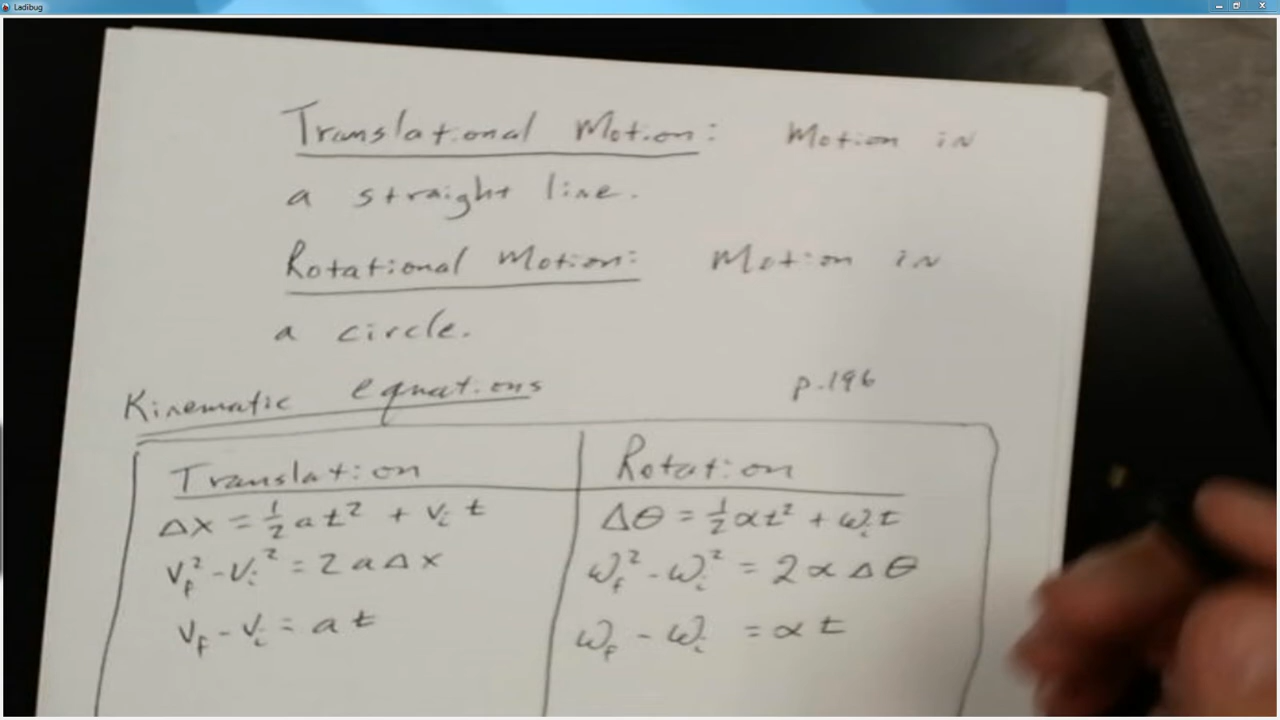 Ladibug
Translational Motion: Motion in
a straight line.
Rotational Motion: Motion in
a circle.
Kinematic equations p.196
Translation Rotation
Δx = ½at² + vᵢt Δθ = ½αt² + ωᵢt
v_f² - vᵢ² = 2aΔx ω_f² - ωᵢ² = 2αΔθ
v_f - vᵢ = at ω_f - ωᵢ = αt